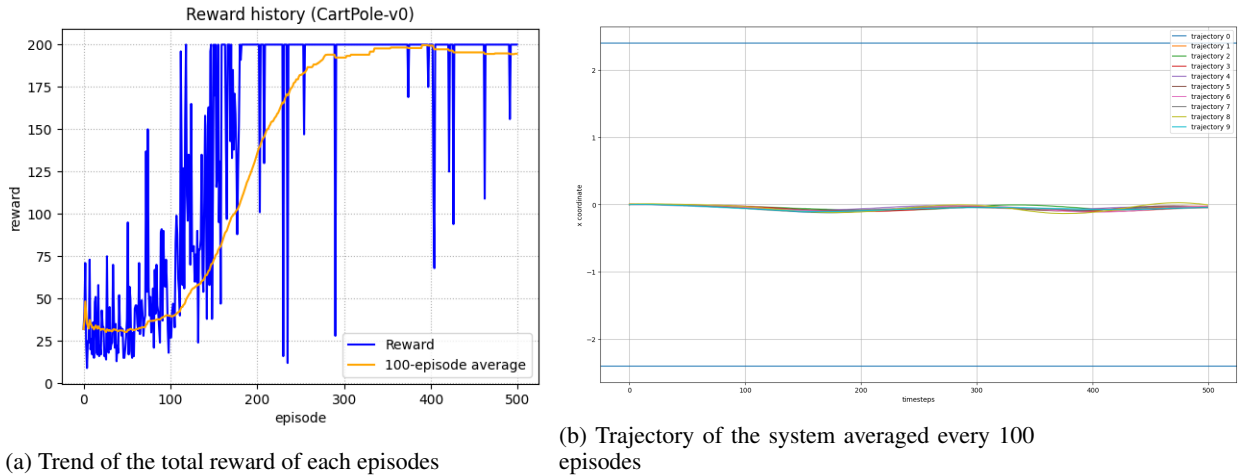 Reward history (CartPole-v0)
200
175
150
125
100
75
50
25
0
reward
0
100
200
300
400
500
episode
Reward
100-episode average
(a) Trend of the total reward of each episodes
2
1
0
−1
−2
x coordinate
0
100
200
300
400
500
timesteps
trajectory 0
trajectory 1
trajectory 2
trajectory 3
trajectory 4
trajectory 5
trajectory 6
trajectory 7
trajectory 8
trajectory 9
(b) Trajectory of the system averaged every 100
episodes